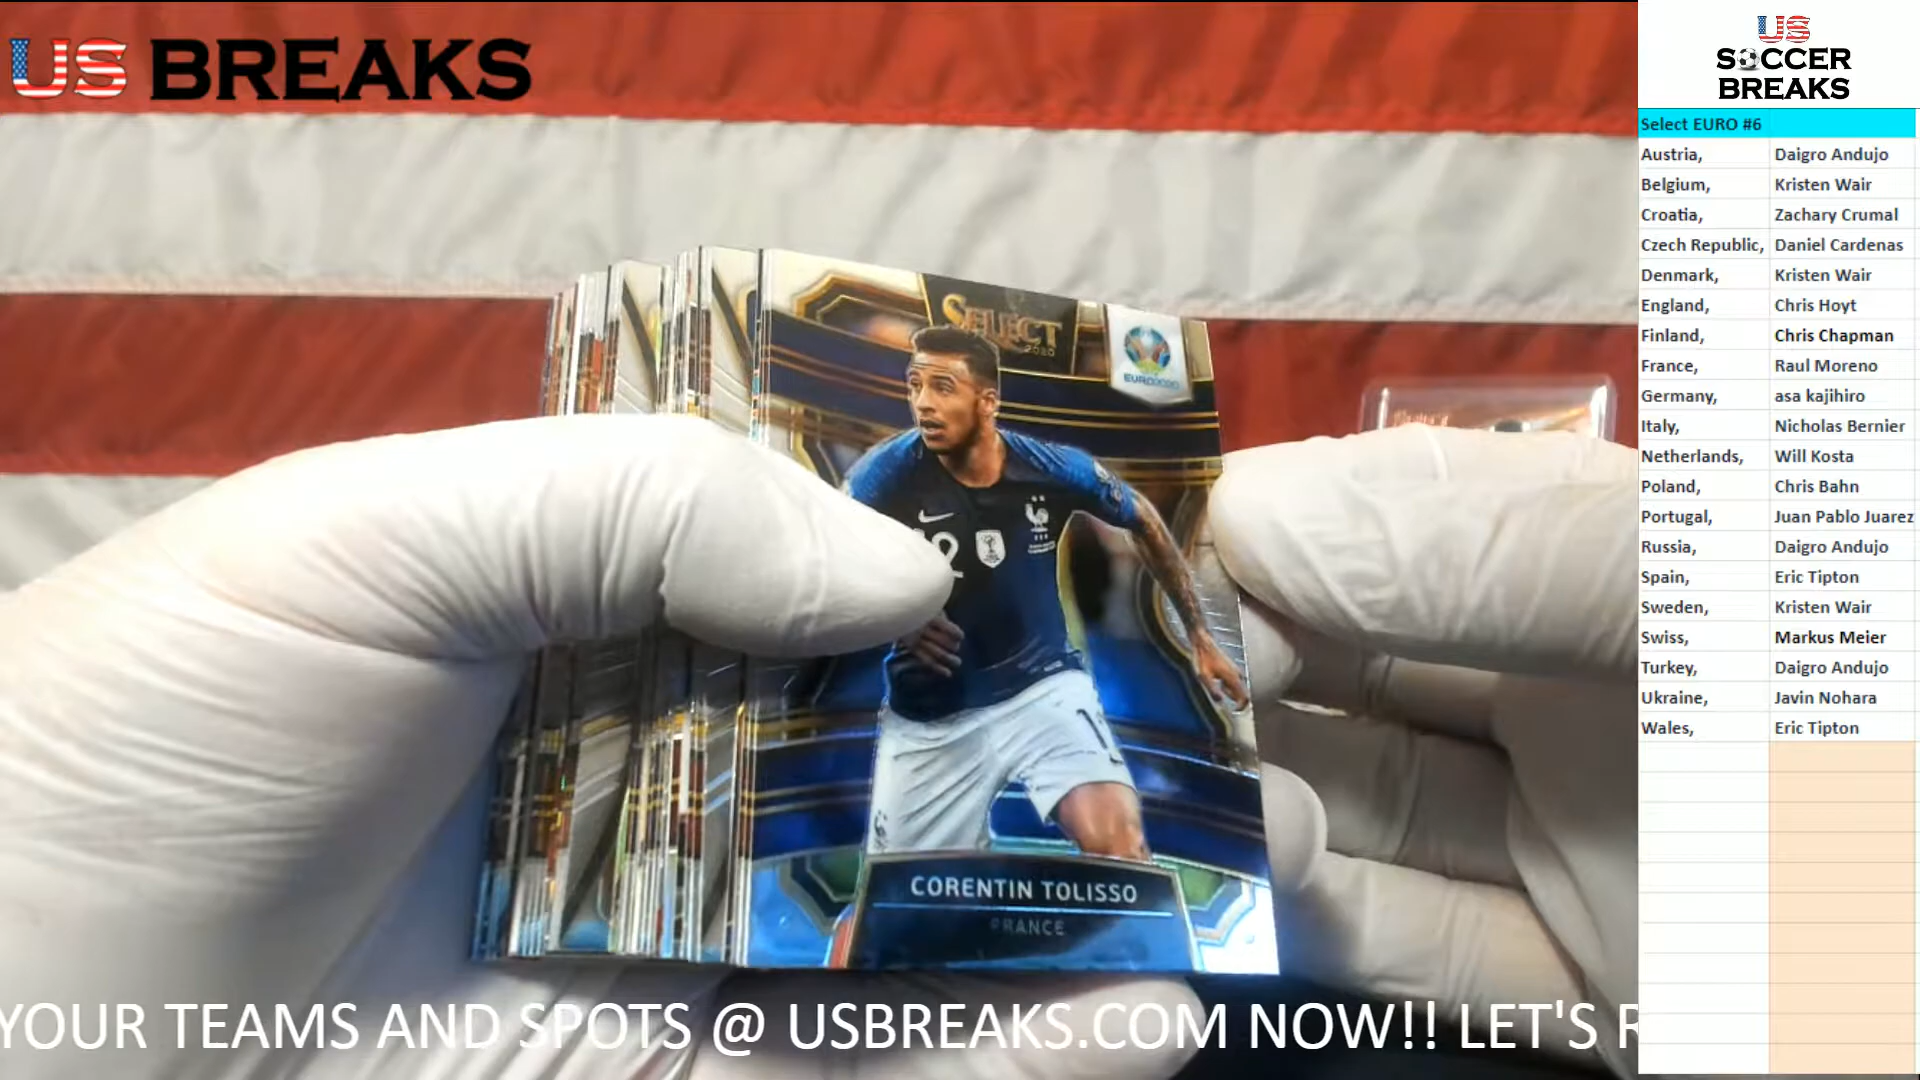 US BREAKS
US
SOCCER
BREAKS
Select EURO #6
Austria, Daigro Andujo
Belgium, Kristen Wair
Croatia, Zachary Crumal
Czech Republic, Daniel Cardenas
Denmark, Kristen Wair
England, Chris Hoyt
Finland, Chris Chapman
France, Raul Moreno
Germany, asa kajihiro
Italy, Nicholas Bernier
Netherlands, Will Kosta
Poland, Chris Bahn
Portugal, Juan Pablo Juarez
Russia, Daigro Andujo
Spain, Eric Tipton
Sweden, Kristen Wair
Swiss, Markus Meier
Turkey, Daigro Andujo
Ukraine, Javin Nohara
Wales, Eric Tipton
SELECT
2020
EURO2020
CORENTIN TOLISSO
FRANCE
YOUR TEAMS AND SPOTS @ USBREAKS.COM NOW!! LET'S